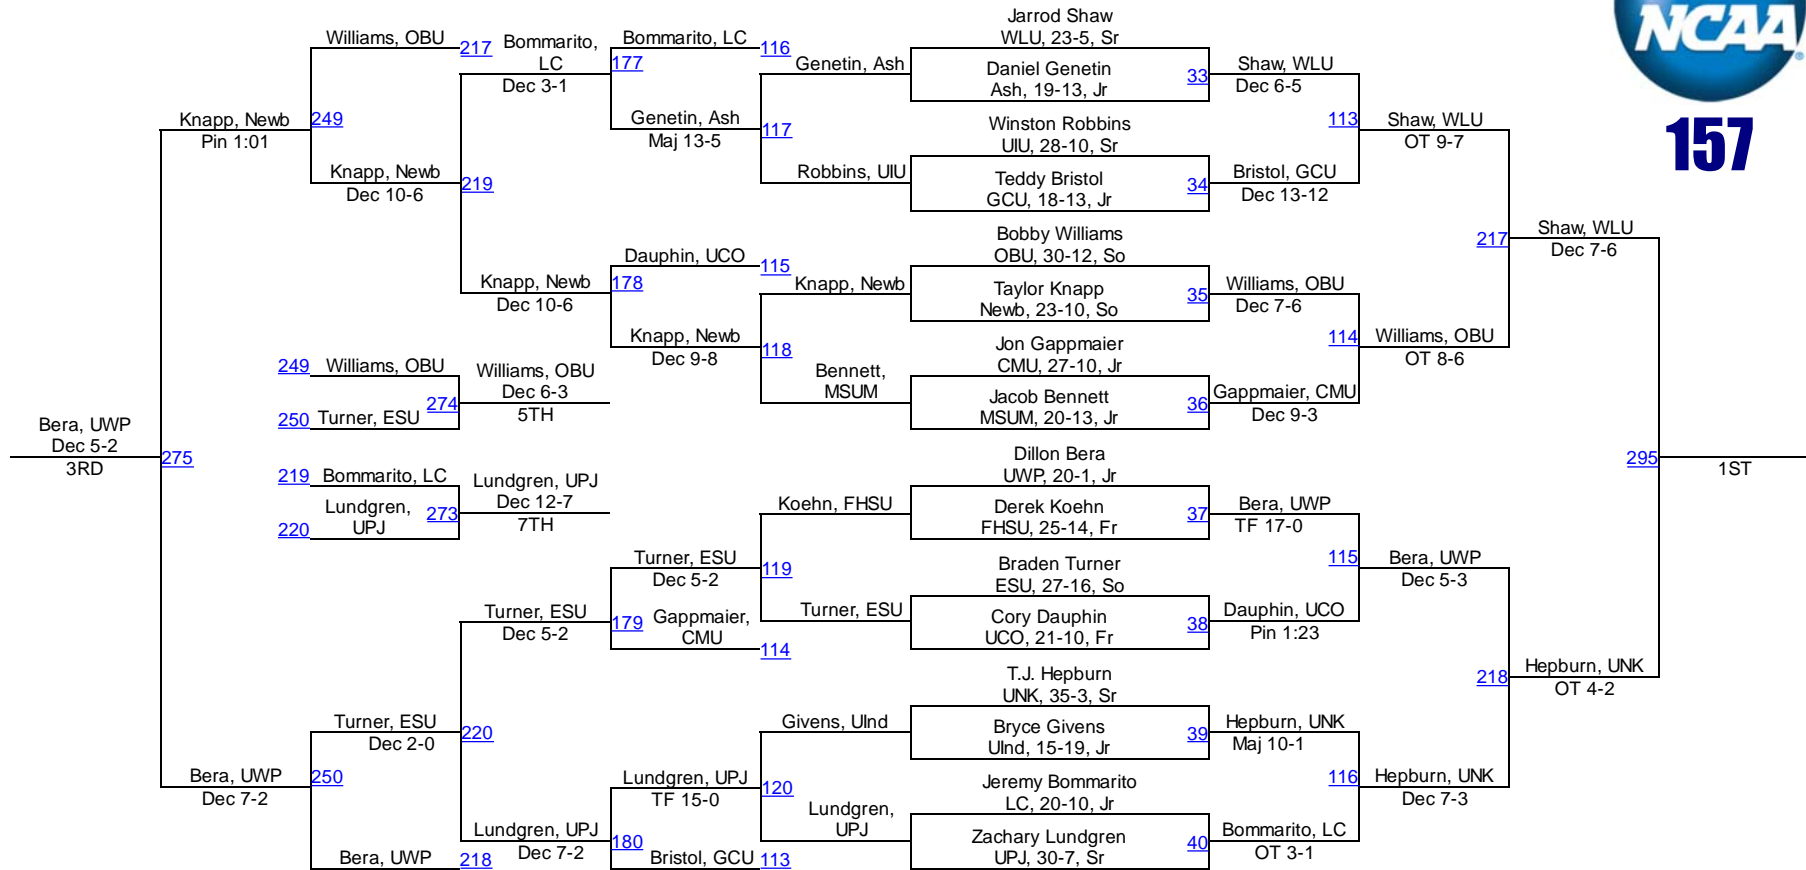 NCAA
®
157
Jarrod Shaw
WLU, 23-5, Sr
Daniel Genetin
Ash, 19-13, Jr
33
Winston Robbins
UIU, 28-10, Sr
Teddy Bristol
GCU, 18-13, Jr
34
Bobby Williams
OBU, 30-12, So
Taylor Knapp
Newb, 23-10, So
35
Jon Gappmaier
CMU, 27-10, Jr
Jacob Bennett
MSUM, 20-13, Jr
36
Dillon Bera
UWP, 20-1, Jr
Derek Koehn
FHSU, 25-14, Fr
37
Braden Turner
ESU, 27-16, So
Cory Dauphin
UCO, 21-10, Fr
38
T.J. Hepburn
UNK, 35-3, Sr
Bryce Givens
UInd, 15-19, Jr
39
Jeremy Bommarito
LC, 20-10, Jr
Zachary Lundgren
UPJ, 30-7, Sr
40
Shaw, WLU
Dec 6-5
113
Bristol, GCU
Dec 13-12
Williams, OBU
Dec 7-6
114
Gappmaier, CMU
Dec 9-3
Bera, UWP
TF 17-0
115
Dauphin, UCO
Pin 1:23
Hepburn, UNK
Maj 10-1
116
Bommarito, LC
OT 3-1
Shaw, WLU
OT 9-7
217
Williams, OBU
OT 8-6
Bera, UWP
Dec 5-3
218
Hepburn, UNK
Dec 7-3
Shaw, WLU
Dec 7-6
295
Hepburn, UNK
OT 4-2
1ST
Genetin, Ash
117
Robbins, UIU
Knapp, Newb
118
Bennett,
MSUM
Koehn, FHSU
119
Turner, ESU
Givens, UInd
120
Lundgren,
UPJ
Bommarito, LC
116
177
Genetin, Ash
Maj 13-5
Dauphin, UCO
115
178
Knapp, Newb
Dec 9-8
Turner, ESU
Dec 5-2
179
Gappmaier,
CMU
114
Lundgren, UPJ
TF 15-0
180
Bristol, GCU
113
Bommarito,
LC
Dec 3-1
219
Knapp, Newb
Dec 10-6
Turner, ESU
Dec 5-2
220
Lundgren, UPJ
Dec 7-2
Williams, OBU
217
249
Knapp, Newb
Dec 10-6
Turner, ESU
Dec 2-0
250
Bera, UWP
218
Knapp, Newb
Pin 1:01
275
Bera, UWP
Dec 7-2
Bera, UWP
Dec 5-2
3RD
249
Williams, OBU
274
250
Turner, ESU
Williams, OBU
Dec 6-3
5TH
219
Bommarito, LC
273
220
Lundgren,
UPJ
Lundgren, UPJ
Dec 12-7
7TH